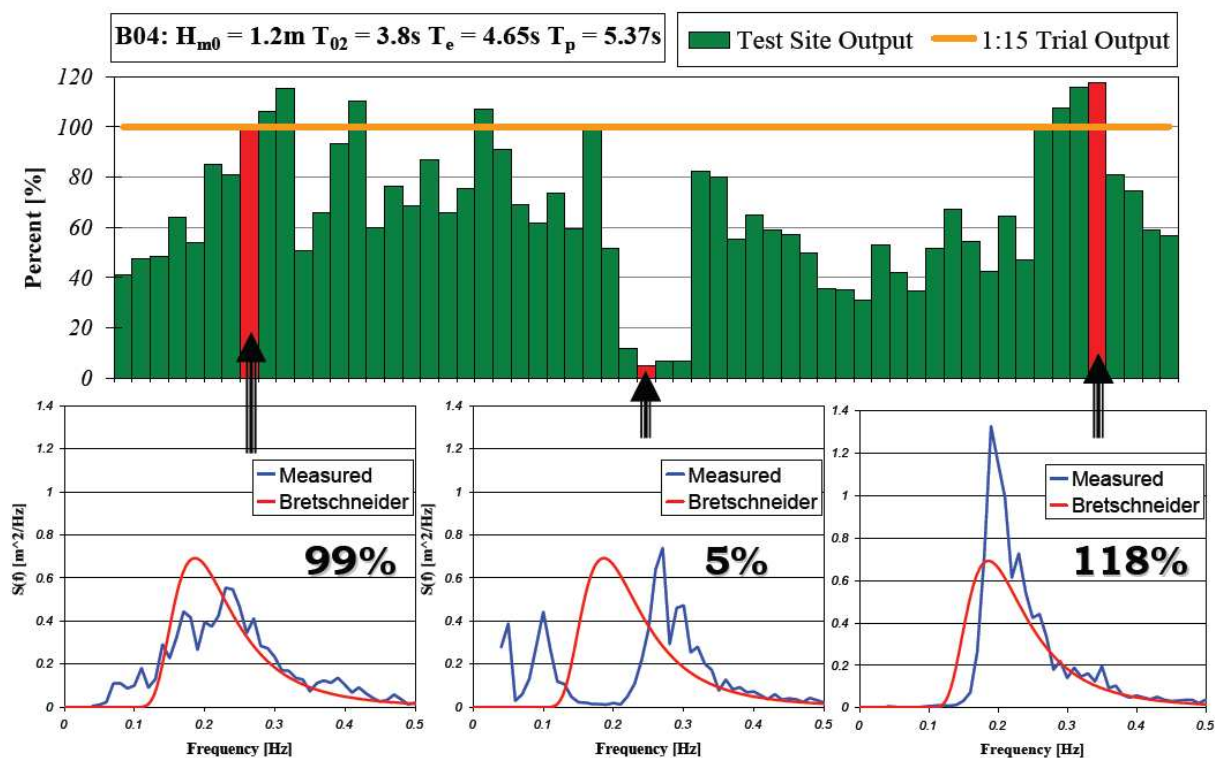 B04: Hm0 = 1.2m T02 = 3.8s Te = 4.65s Tp = 5.37s
Test Site Output
1:15 Trial Output
Percent [%]
120
100
80
60
40
20
0
S(f) [m^2/Hz]
1.4
1.2
1
0.8
0.6
0.4
0.2
0
Measured
Bretschneider
99%
0 0.1 0.2 0.3 0.4 0.5
Frequency [Hz]
S(f) [m^2/Hz]
1.4
1.2
1
0.8
0.6
0.4
0.2
0
Measured
Bretschneider
5%
0 0.1 0.2 0.3 0.4 0.5
Frequency [Hz]
1.4
1.2
1
0.8
0.6
0.4
0.2
0
Measured
Bretschneider
118%
0 0.1 0.2 0.3 0.4 0.5
Frequency [Hz]